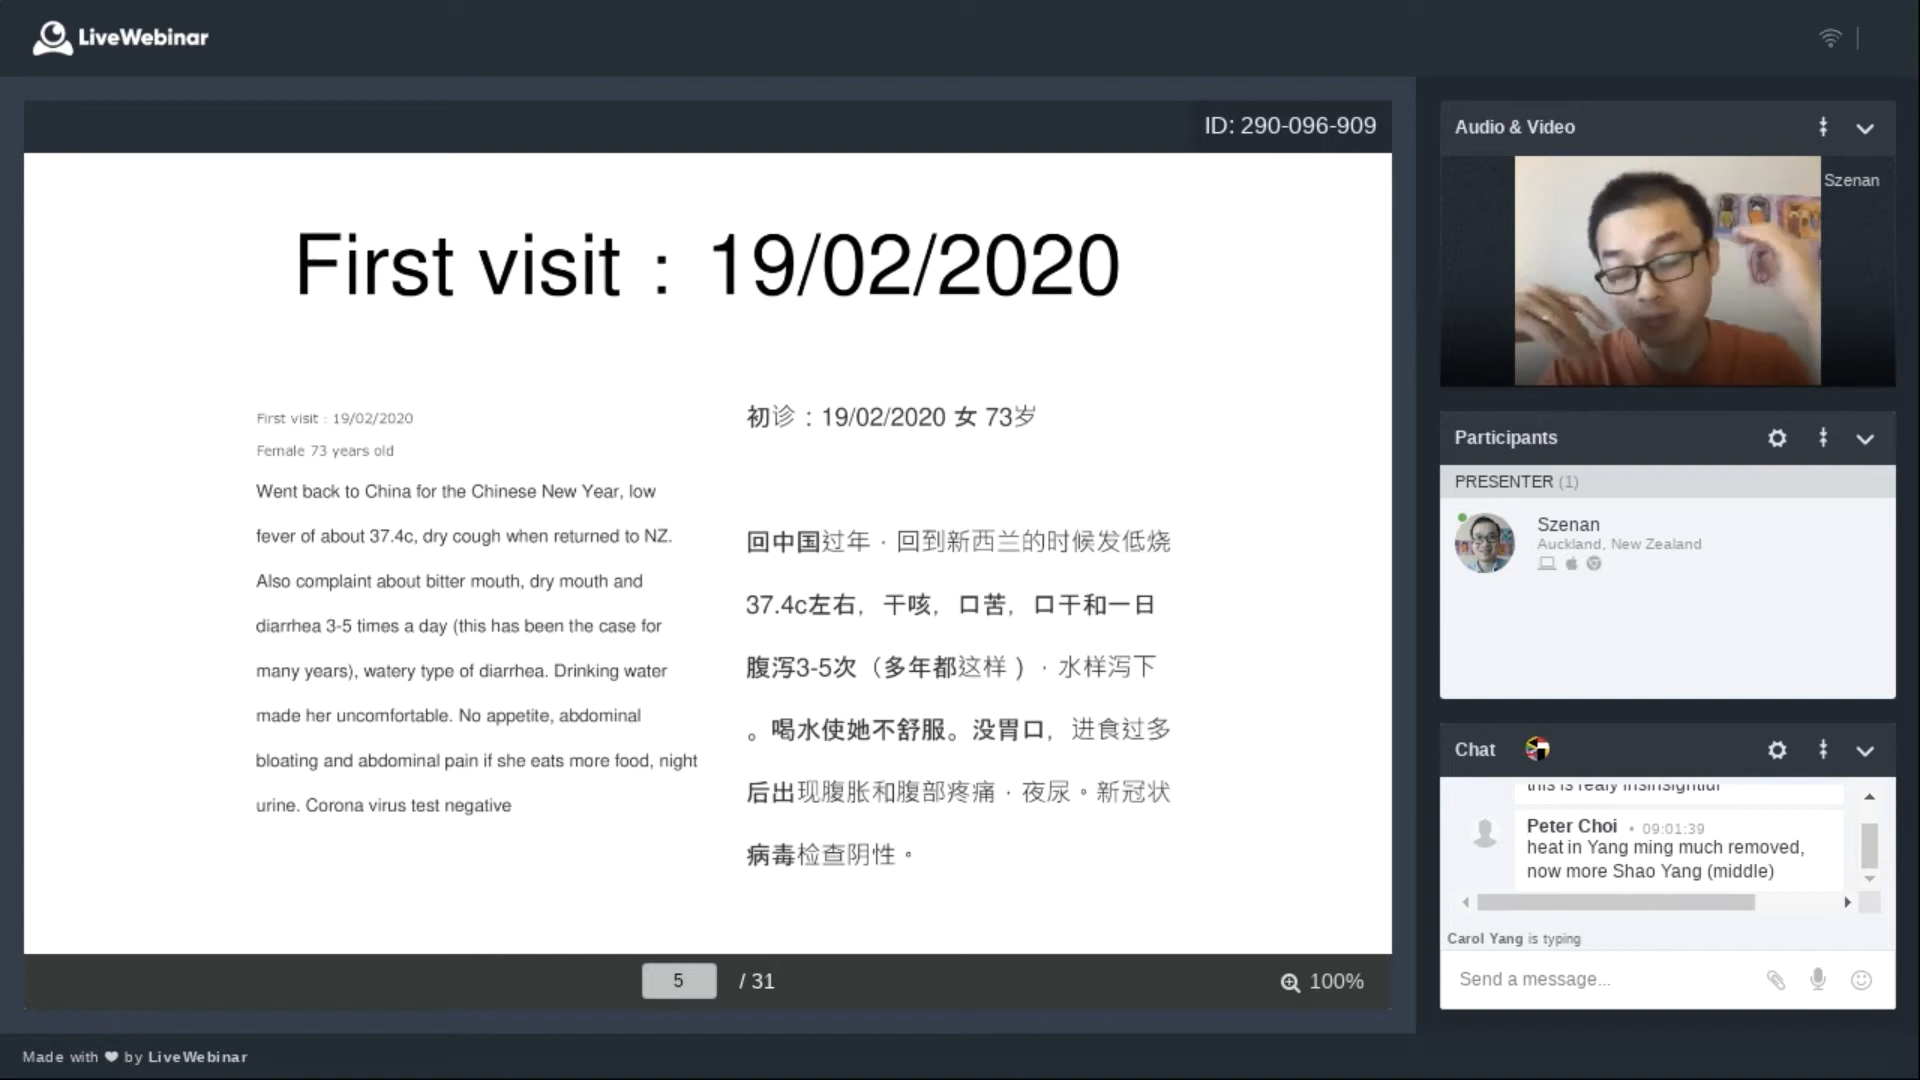 LiveWebinar
ID: 290-096-909
First visit：19/02/2020
First visit：19/02/2020
Female 73 years old
Went back to China for the Chinese New Year, low
fever of about 37.4c, dry cough when returned to NZ.
Also complaint about bitter mouth, dry mouth and
diarrhea 3-5 times a day (this has been the case for
many years), watery type of diarrhea. Drinking water
made her uncomfortable. No appetite, abdominal
bloating and abdominal pain if she eats more food, night
urine. Corona virus test negative
初诊：19/02/2020 女 73岁
回中国过年，回到新西兰的时候发低烧
37.4c左右，干咳，口苦，口干和一日
腹泻3-5次（多年都这样），水样泻下
。喝水使她不舒服。没胃口，进食过多
后出现腹胀和腹部疼痛，夜尿。新冠状
病毒检查阴性。
5 / 31
100%
Made with ❤ by LiveWebinar
Audio & Video
Szenan
Participants
PRESENTER (1)
Szenan
Auckland, New Zealand
Chat
this is realy insinsightful
Peter Choi • 09:01:39
heat in Yang ming much removed,
now more Shao Yang (middle)
Carol Yang is typing
Send a message...